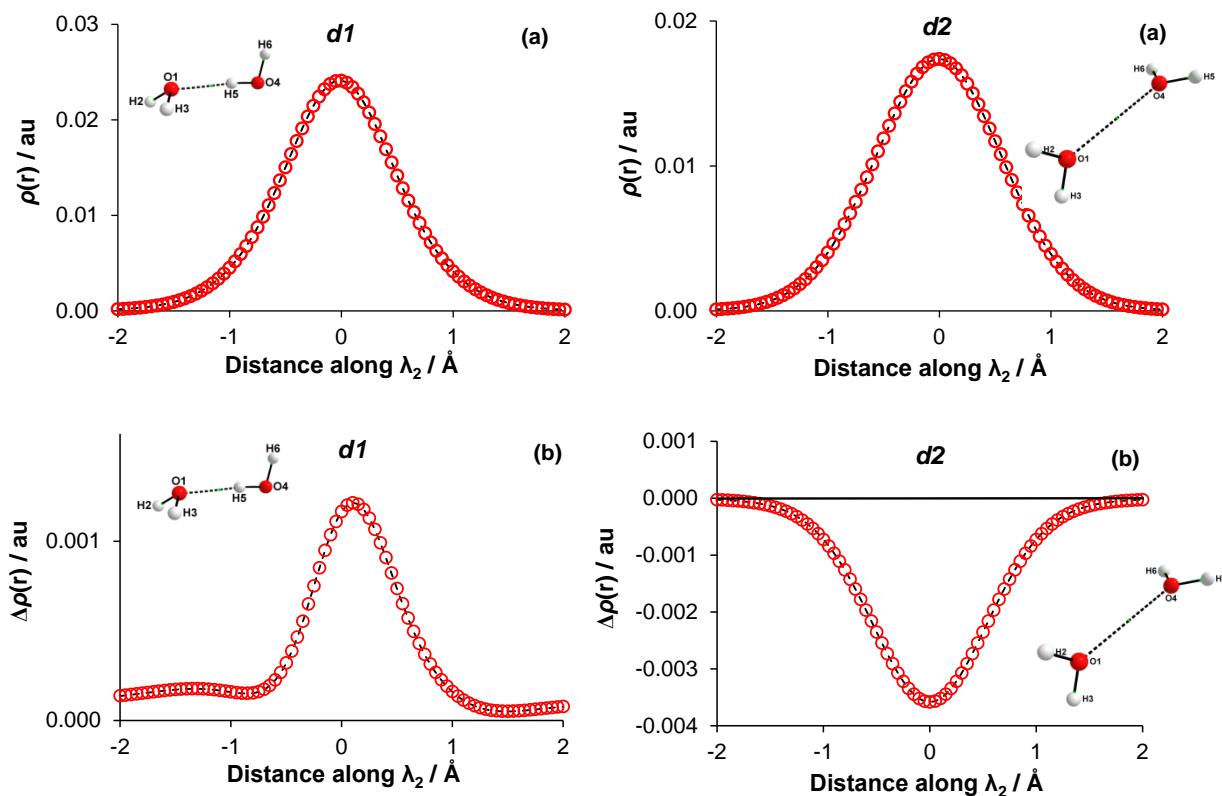 d1
(a)
ρ(r) / au
0.03
0.02
0.01
0.00
-2 -1 0 1 2
Distance along λ₂ / Å
H6
O1
H5
O4
H2
H3
d2
(a)
ρ(r) / au
0.02
0.01
0.00
-2 -1 0 1 2
Distance along λ₂ / Å
H6
H5
O4
H2
O1
H3
d1
(b)
Δρ(r) / au
0.001
0.000
-2 -1 0 1 2
Distance along λ₂ / Å
H6
O1
H5
O4
H2
H3
d2
(b)
Δρ(r) / au
0.001
0.000
-0.001
-0.002
-0.003
-0.004
-2 -1 0 1 2
Distance along λ₂ / Å
H6
H
O4
H2
O1
H3